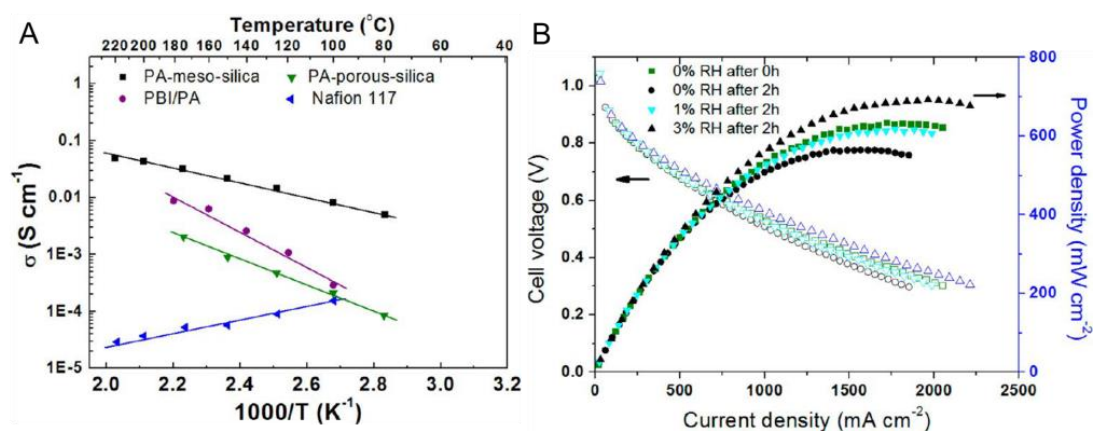 A
Temperature (°C)
220 200 180 160 140 120 100 80 60 40
PA-meso-silica
PA-porous-silica
PBI/PA
Nafion 117
σ (S cm⁻¹)
1
0.1
0.01
1E-3
1E-4
1E-5
2.0 2.2 2.4 2.6 2.8 3.0 3.2
1000/T (K⁻¹)
B
0% RH after 0h
0% RH after 2h
1% RH after 2h
3% RH after 2h
Cell voltage (V)
1.0
0.8
0.6
0.4
0.2
0.0
0 500 1000 1500 2000 2500
Current density (mA cm⁻²)
800
600
400
200
0
Power density (mW cm⁻²)